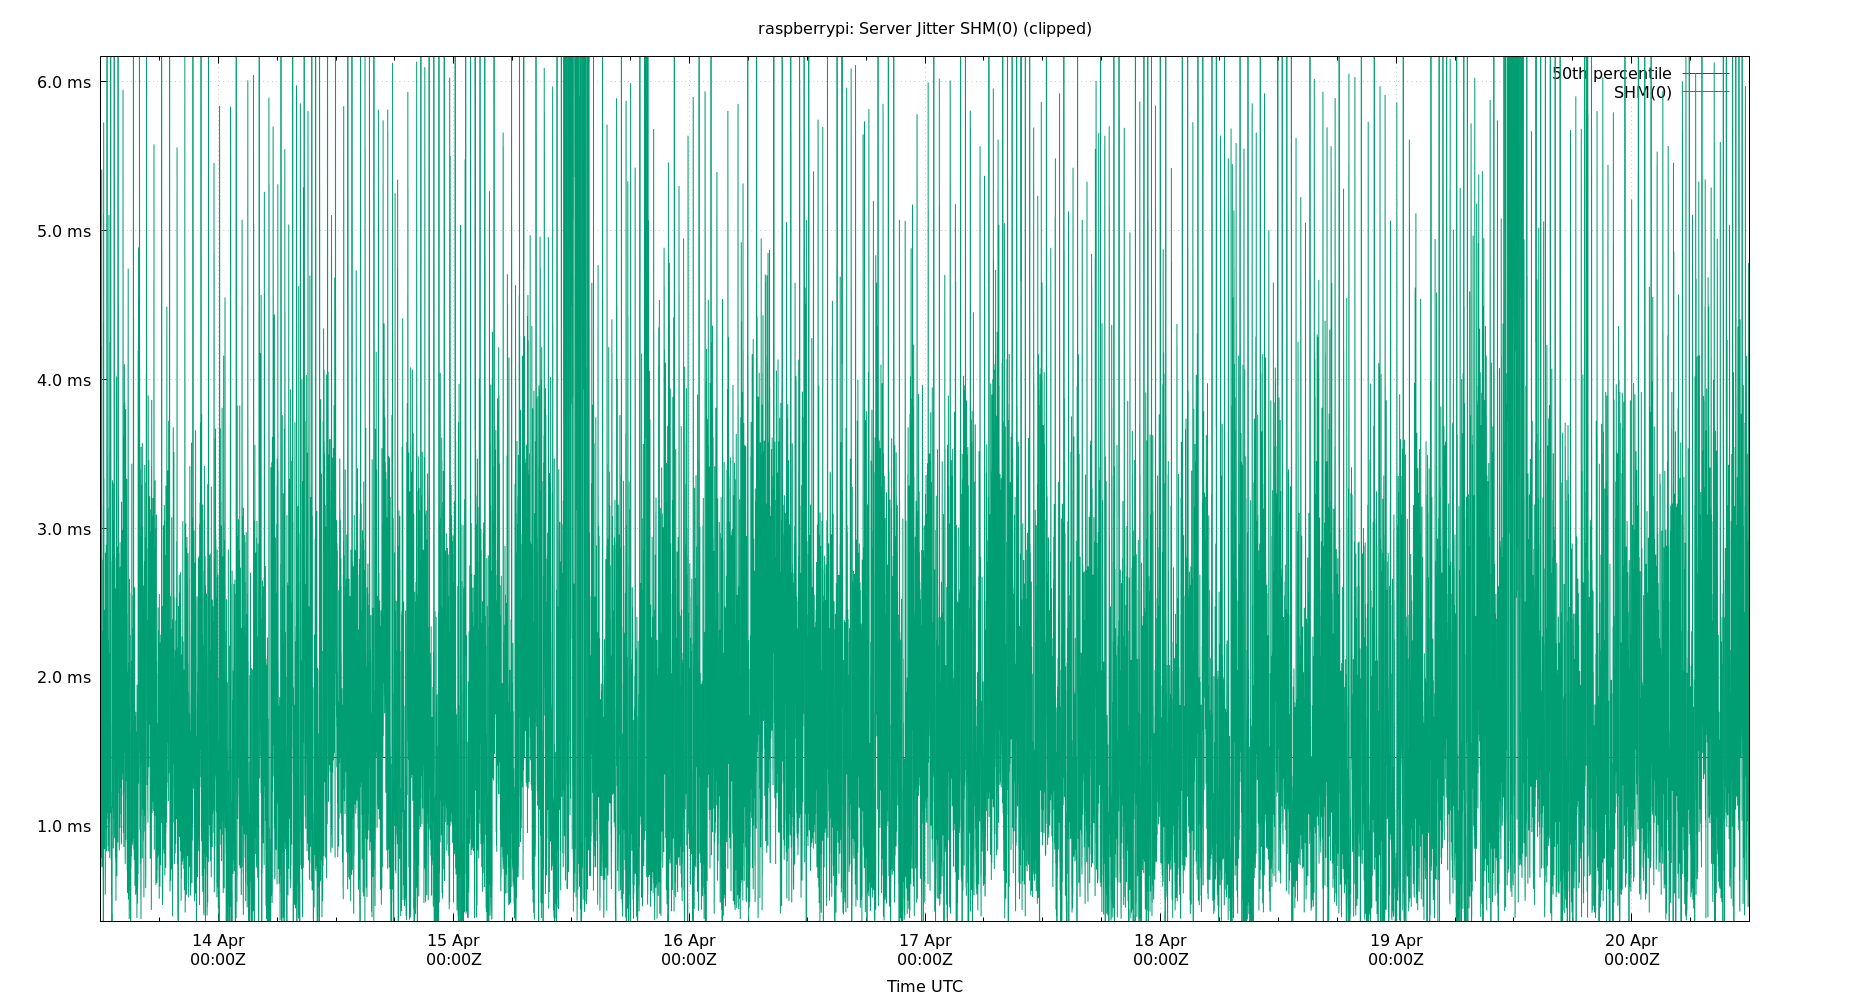 raspberrypi: Server Jitter SHM(0) (clipped)
6.0 ms
50th percentile
SHM(0)
5.0 ms
4.0 ms
3.0 ms
2.0 ms
1.0 ms
14 Apr 15 Apr 16 Apr 17 Apr 18 Apr 19 Apr 20 Apr
00:00Z 00:00Z 00:00Z 00:00Z 00:00Z 00:00Z 00:00Z
Time UTC